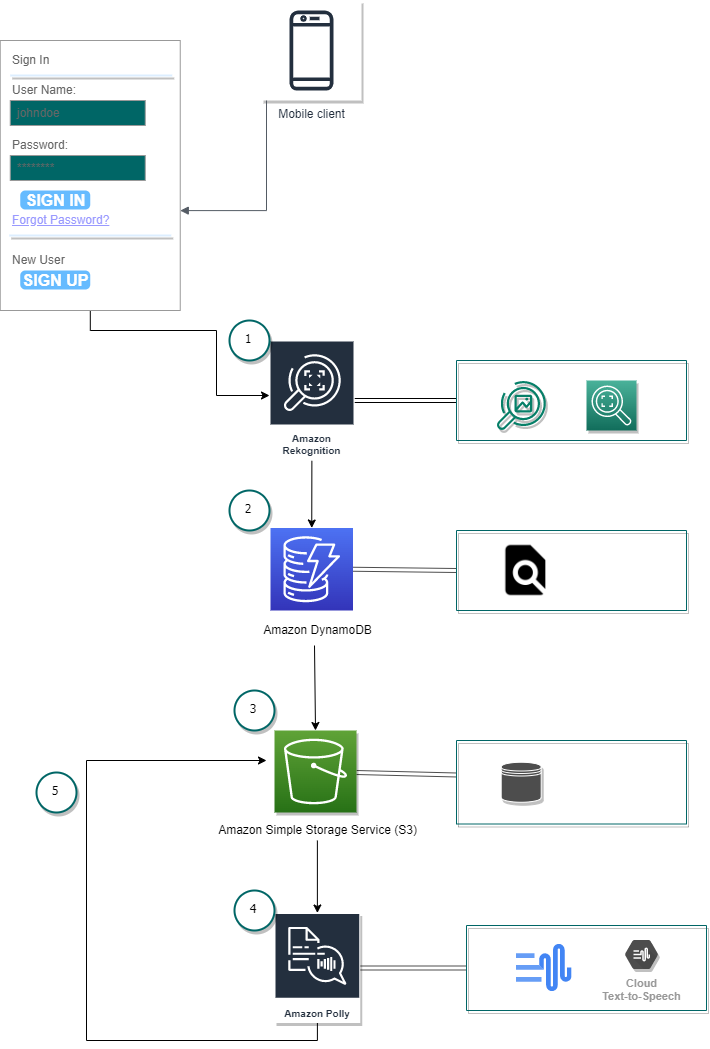 Sign In
User Name:
johndoe
Password:
********
SIGN IN
Forgot Password?
New User
SIGN UP
Mobile client
1
Amazon
Rekognition
2
Amazon DynamoDB
3
Amazon Simple Storage Service (S3)
5
4
Amazon Polly
Cloud
Text-to-Speech